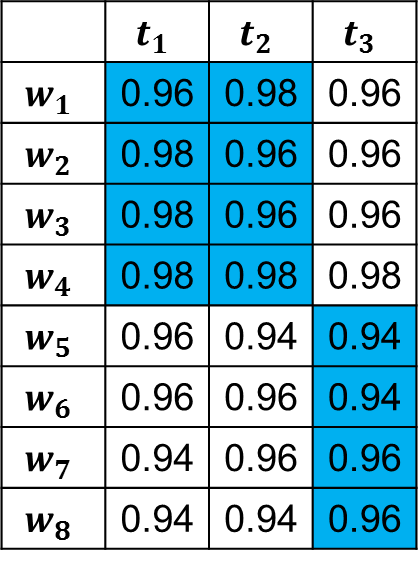 t₁ t₂ t₃
w₁ 0.96 0.98 0.96
w₂ 0.98 0.96 0.96
w₃ 0.98 0.96 0.96
w₄ 0.98 0.98 0.98
w₅ 0.96 0.94 0.94
w₆ 0.96 0.96 0.94
w₇ 0.94 0.96 0.96
w₈ 0.94 0.94 0.96